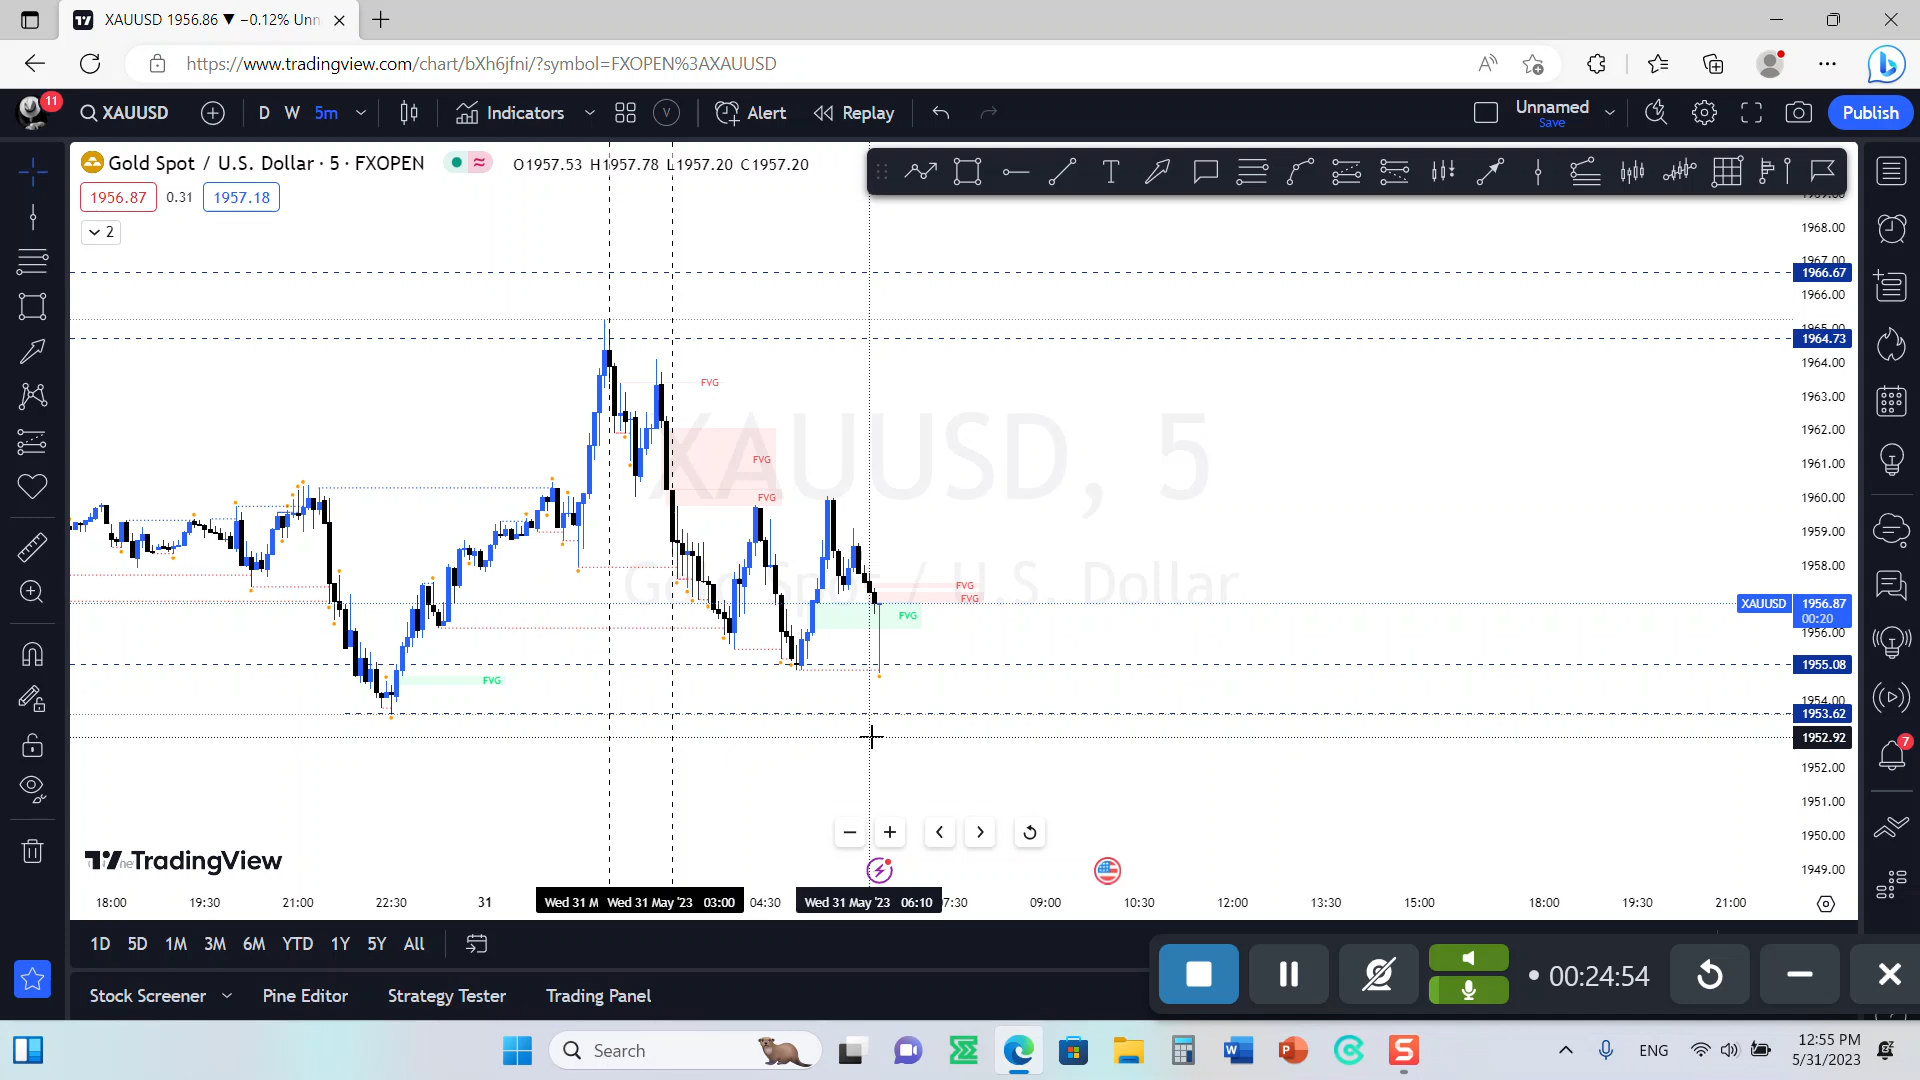 XAUUSD 1956.86 ▼ −0.12% Unn
https://www.tradingview.com/chart/bXh6jfni/?symbol=FXOPEN%3AXAUUSD
11
XAUUSD
D W 5m
Indicators
V
Alert
Replay
Unnamed
Save
Publish
Gold Spot / U.S. Dollar · 5 · FXOPEN
O1957.53 H1957.78 L1957.20 C1957.20
1956.87 0.31 1957.18
2
XAUUSD, 5
Gold Spot / U.S. Dollar
FVG
FVG
FVG
FVG
FVG
FVG
FVG
1968.00
1967.00
1966.67
1966.00
1964.73
1964.00
1963.00
1962.00
1961.00
1960.00
1959.00
1958.00
XAUUSD 1956.87
00:20
1956.00
1955.08
1954.00
1953.62
1952.92
1952.00
1951.00
1950.00
1949.00
7
TradingView
18:00 19:30 21:00 22:30 31 Wed 31 M Wed 31 May '23 03:00 04:30 Wed 31 May '23 06:10 7:30 09:00 10:30 12:00 13:30 15:00 18:00 19:30 21:00
1D 5D 1M 3M 6M YTD 1Y 5Y All
Stock Screener Pine Editor Strategy Tester Trading Panel
00:24:54
Search
ENG
12:55 PM
5/31/2023